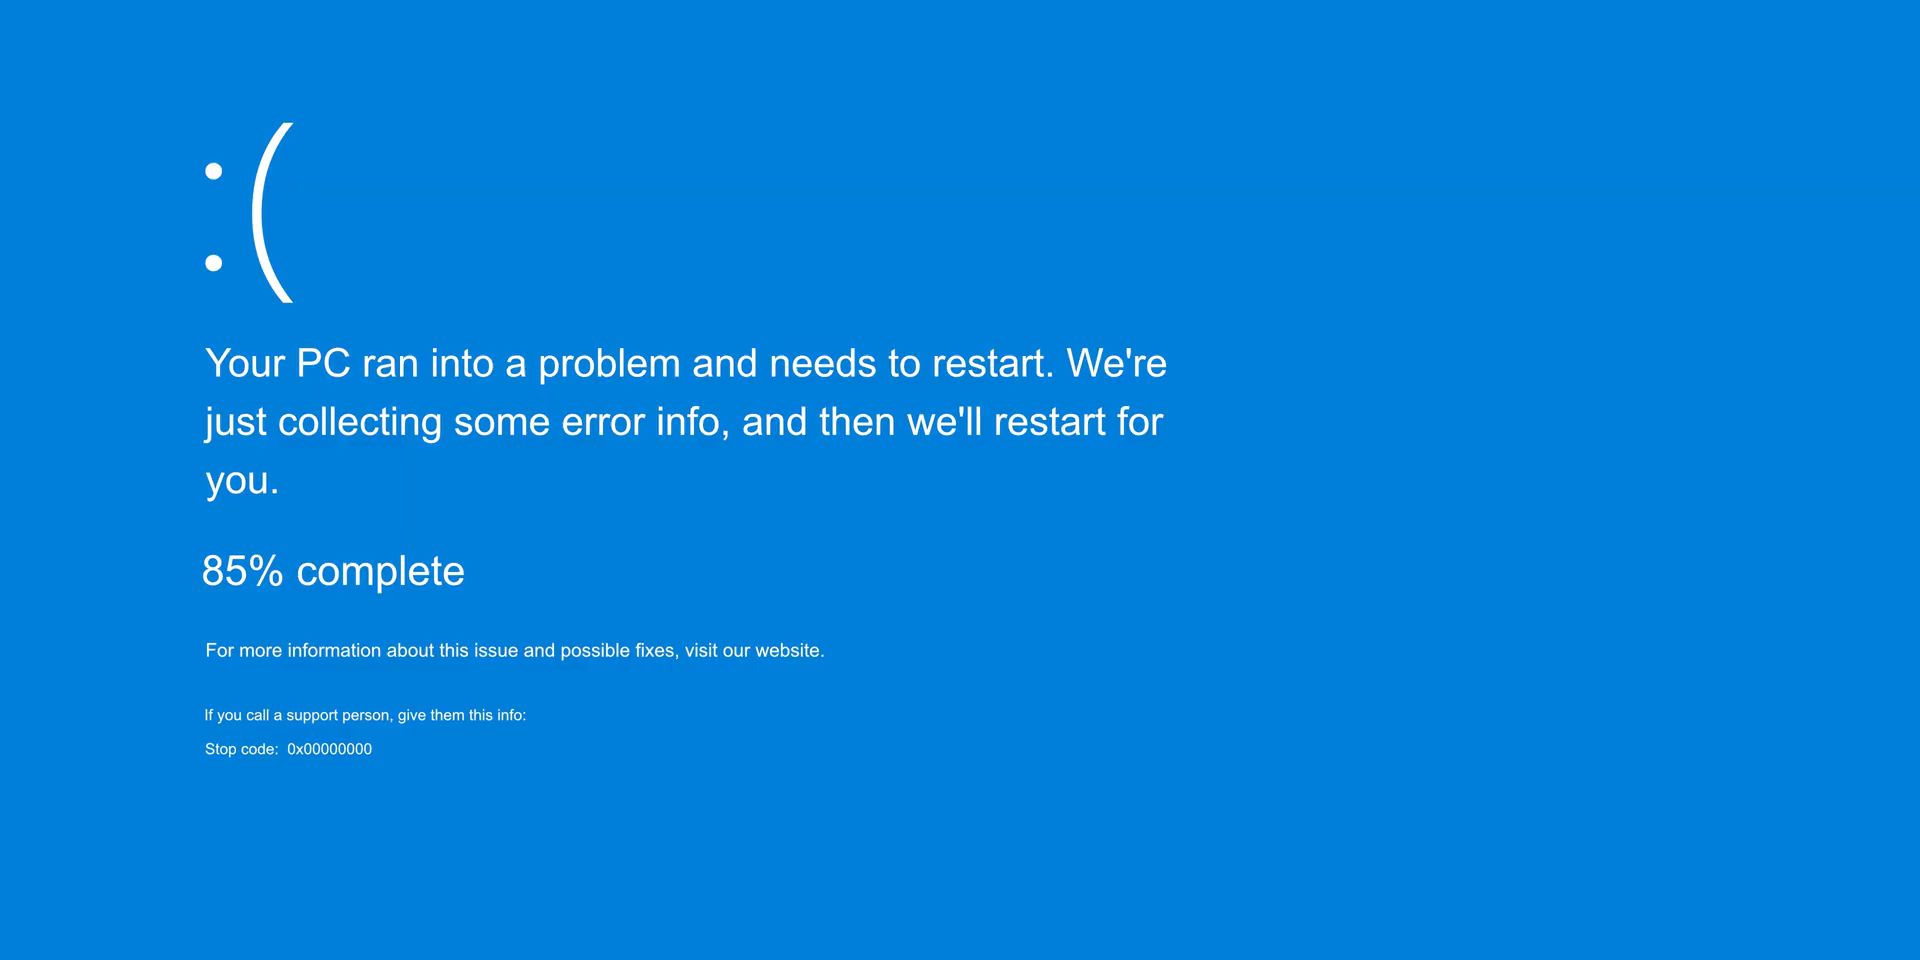 :(
Your PC ran into a problem and needs to restart. We're
just collecting some error info, and then we'll restart for
you.
85% complete
For more information about this issue and possible fixes, visit our website.
If you call a support person, give them this info:
Stop code:  0x00000000